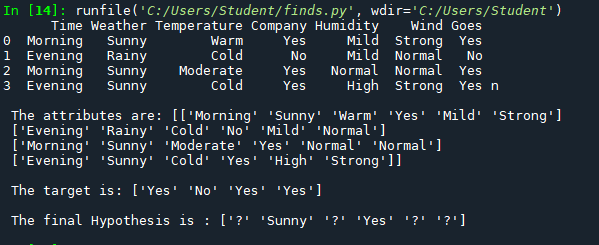 In [14]: runfile('C:/Users/Student/finds.py', wdir='C:/Users/Student')
Time Weather Temperature Company Humidity Wind Goes
0 Morning Sunny Warm Yes Mild Strong Yes
1 Evening Rainy Cold No Mild Normal No
2 Morning Sunny Moderate Yes Normal Normal Yes
3 Evening Sunny Cold Yes High Strong Yes n
The attributes are: [['Morning' 'Sunny' 'Warm' 'Yes' 'Mild' 'Strong']
['Evening' 'Rainy' 'Cold' 'No' 'Mild' 'Normal']
['Morning' 'Sunny' 'Moderate' 'Yes' 'Normal' 'Normal']
['Evening' 'Sunny' 'Cold' 'Yes' 'High' 'Strong']]
The target is: ['Yes' 'No' 'Yes' 'Yes']
The final Hypothesis is : ['?' 'Sunny' '?' 'Yes' '?' '?']